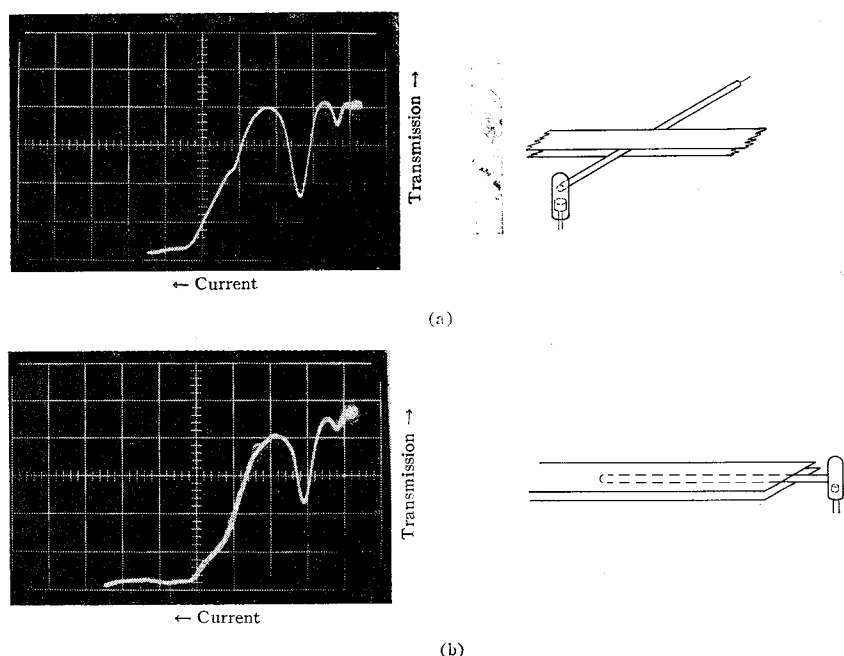 Transmission →
← Current
(a)
Transmission →
← Current
(b)